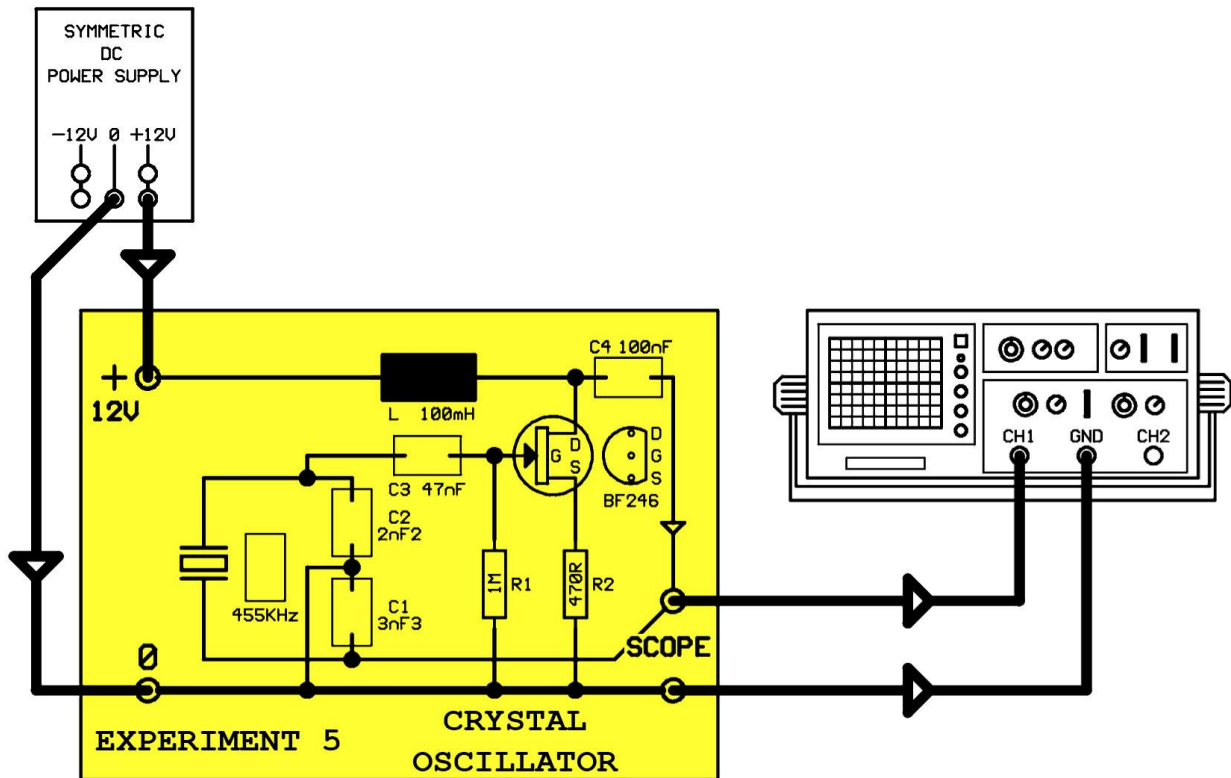 SYMMETRIC
DC
POWER SUPPLY
-12V 0 +12V
+
12V
L 100mH
C4 100nF
C3 47nF
G
D
S
D
G
S
BF246
C2
2nF2
C1
3nF3
455KHz
1M
R1
470R
R2
SCOPE
0
EXPERIMENT 5
CRYSTAL
OSCILLATOR
CH1
GND
CH2